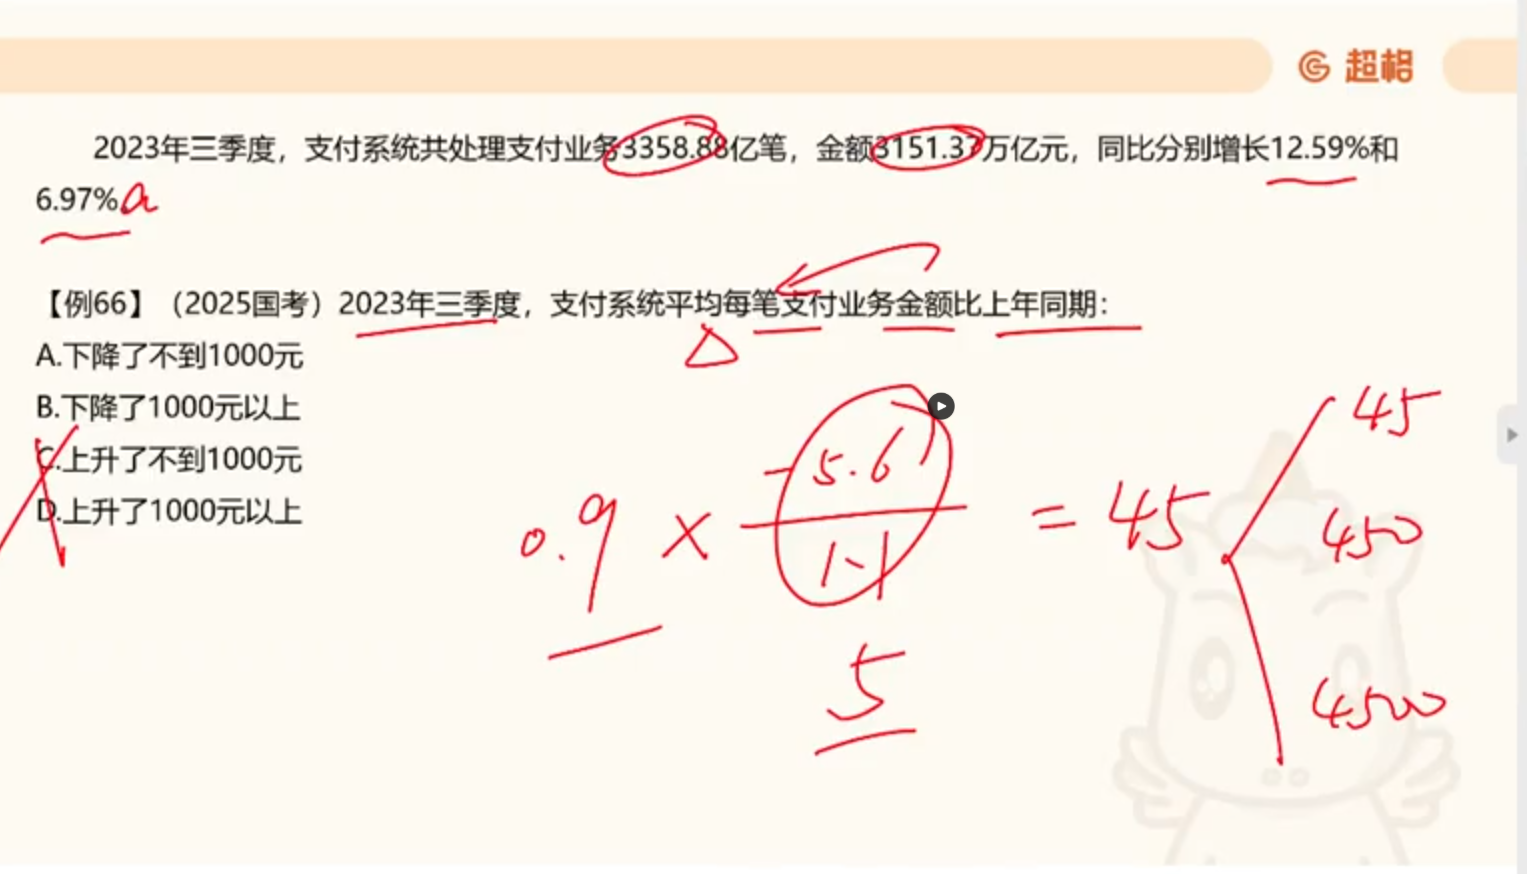 超格
2023年三季度，支付系统共处理支付业务3358.88亿笔，金额3151.37万亿元，同比分别增长12.59%和
6.97%。a
【例66】（2025国考）2023年三季度，支付系统平均每笔支付业务金额比上年同期：
A.下降了不到1000元
B.下降了1000元以上
C.上升了不到1000元
D.上升了1000元以上
0.9 × -5.6 / 1.1 = 45
5
45
450
4500